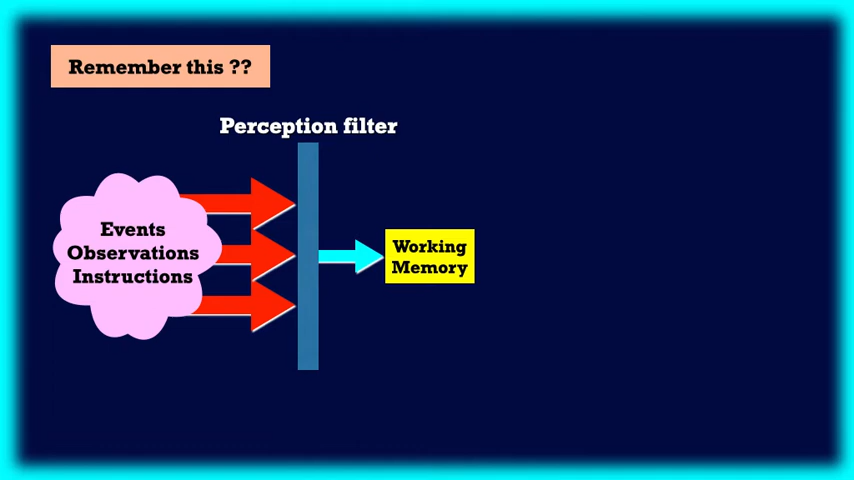 Remember this ??
Perception filter
Events
Observations
Instructions
Working
Memory